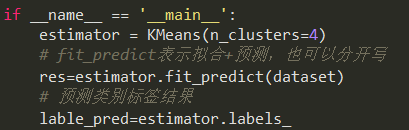 if __name__ == '__main__':
    estimator = KMeans(n_clusters=4)
    # fit_predict表示拟合+预测，也可以分开写
    res=estimator.fit_predict(dataset)
    # 预测类别标签结果
    lable_pred=estimator.labels_